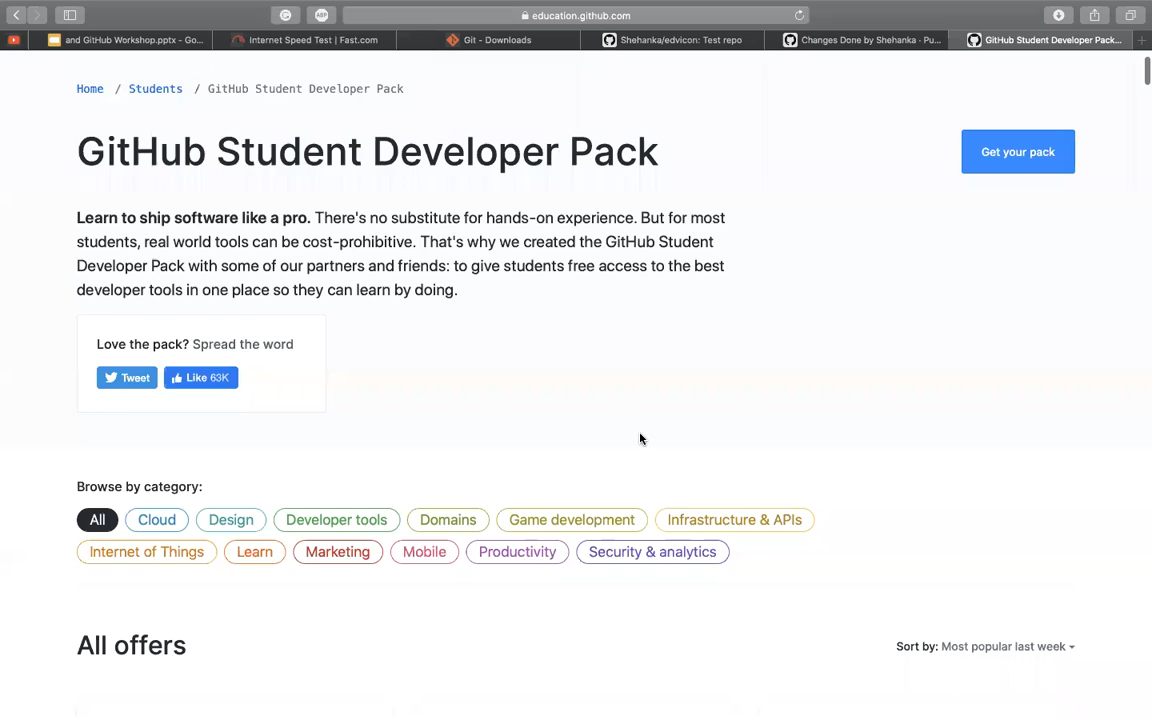 education.github.com
and GitHub Workshop.pptx - Go...
Internet Speed Test | Fast.com
Git - Downloads
Shehanka/edvicon: Test repo
Changes Done by Shehanka · Pu...
GitHub Student Developer Pack...
Home / Students / GitHub Student Developer Pack
GitHub Student Developer Pack
Get your pack
Learn to ship software like a pro. There's no substitute for hands-on experience. But for most
students, real world tools can be cost-prohibitive. That's why we created the GitHub Student
Developer Pack with some of our partners and friends: to give students free access to the best
developer tools in one place so they can learn by doing.
Love the pack? Spread the word
Tweet
Like 63K
Browse by category:
All Cloud Design Developer tools Domains Game development Infrastructure & APIs
Internet of Things Learn Marketing Mobile Productivity Security & analytics
All offers
Sort by: Most popular last week